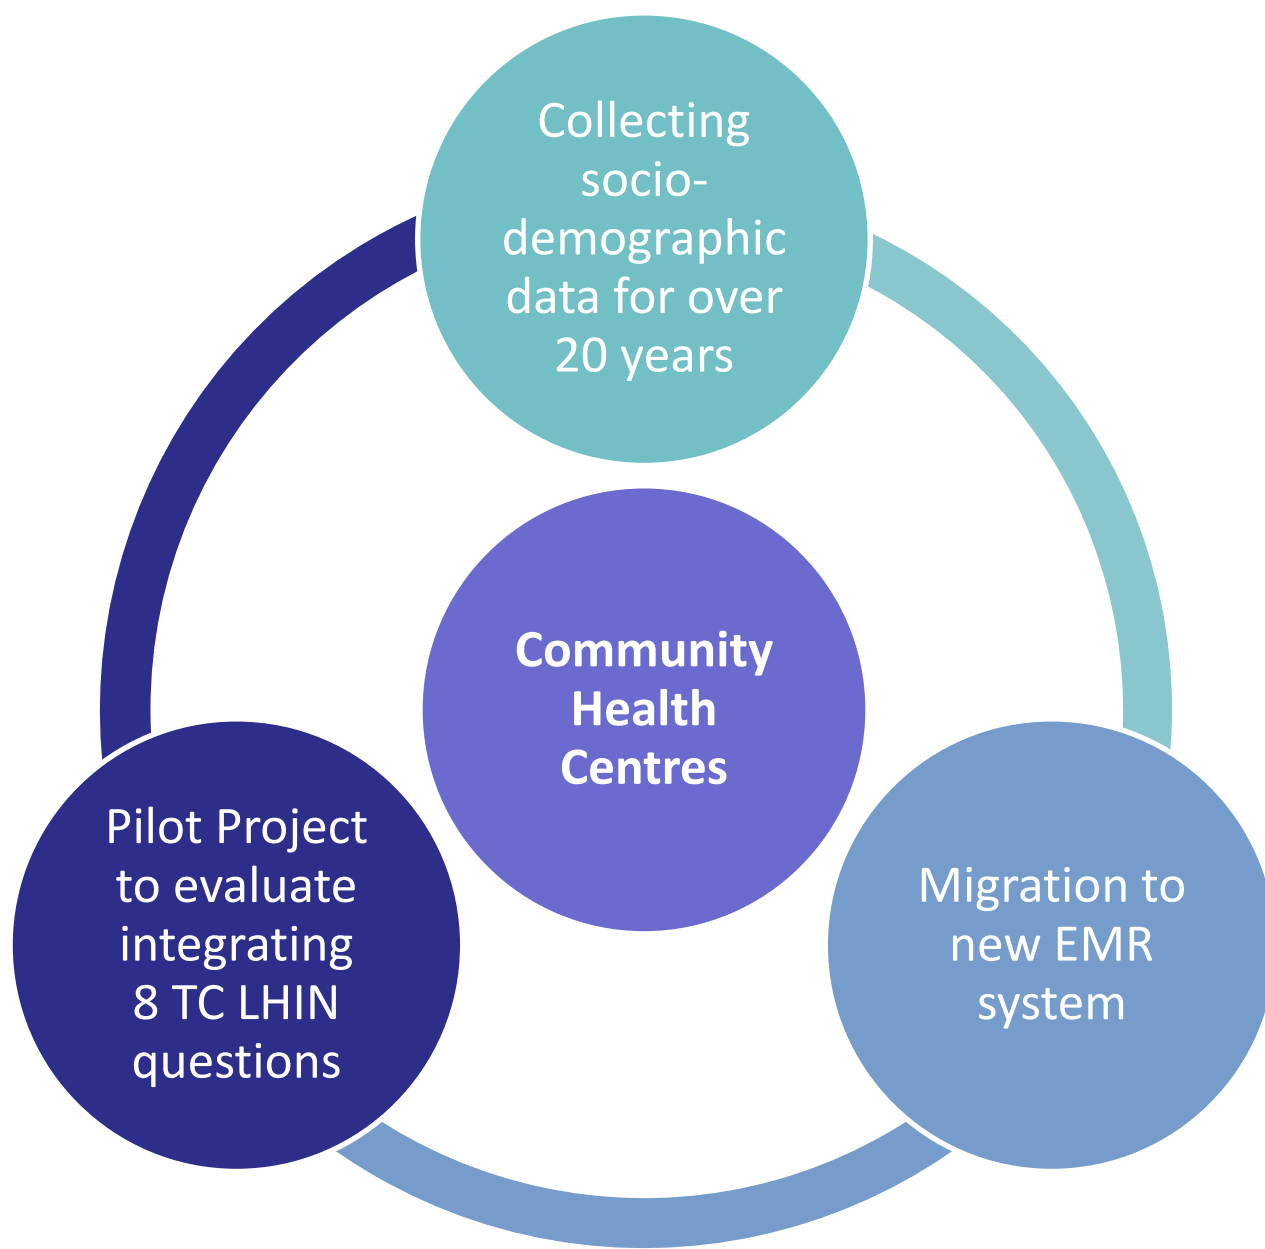 Collecting
socio-
demographic
data for over
20 years
Community
Health
Centres
Pilot Project
to evaluate
integrating
8 TC LHIN
questions
Migration to
new EMR
system